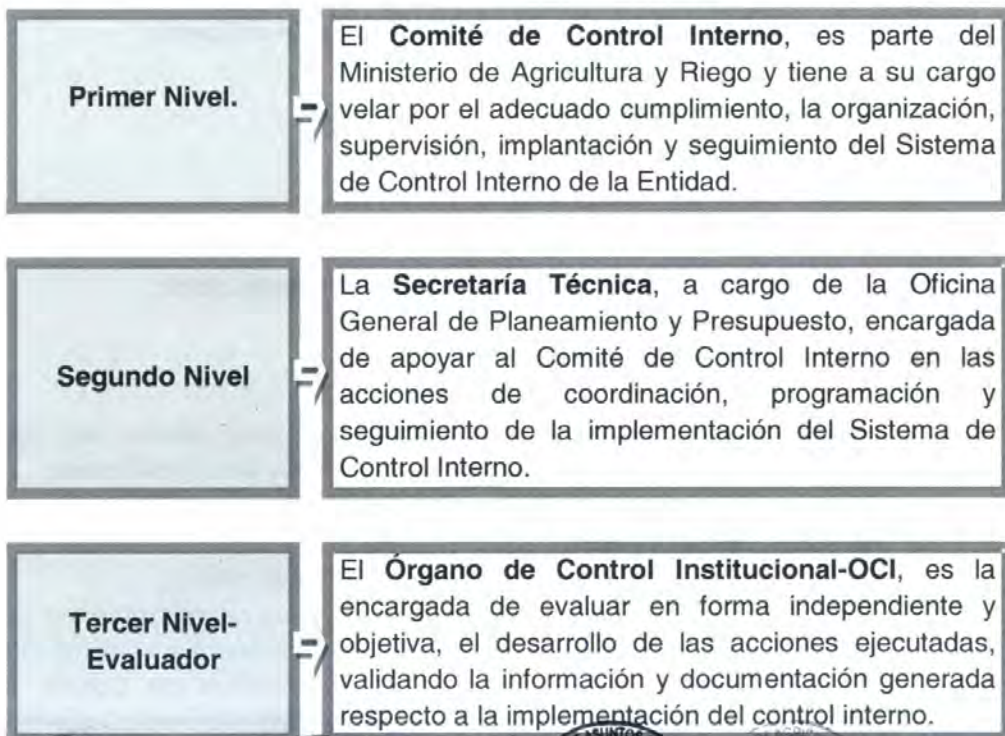 Primer Nivel.
El Comité de Control Interno, es parte del
Ministerio de Agricultura y Riego y tiene a su cargo
velar por el adecuado cumplimiento, la organización,
supervisión, implantación y seguimiento del Sistema
de Control Interno de la Entidad.
Segundo Nivel
La Secretaría Técnica, a cargo de la Oficina
General de Planeamiento y Presupuesto, encargada
de apoyar al Comité de Control Interno en las
acciones de coordinación, programación y
seguimiento de la implementación del Sistema de
Control Interno.
Tercer Nivel-
Evaluador
El Órgano de Control Institucional-OCI, es la
encargada de evaluar en forma independiente y
objetiva, el desarrollo de las acciones ejecutadas,
validando la información y documentación generada
respecto a la implementación del control interno.